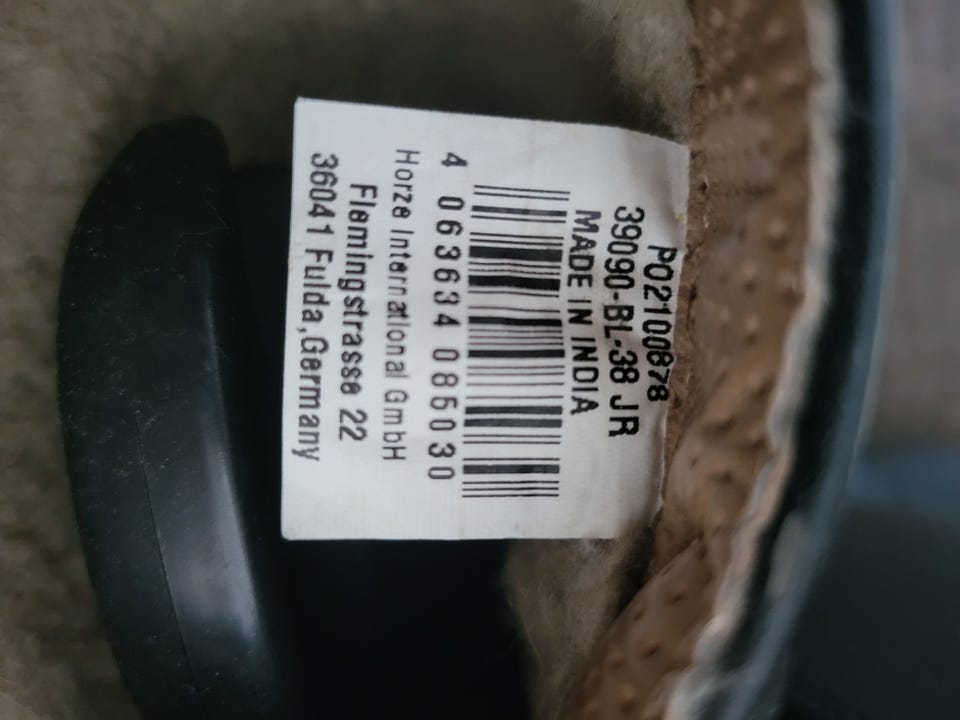 PO2100878
39090-BL-38 JR
MADE IN INDIA
4 063634 085030
Horze International GmbH
Flemingstrasse 22
36041 Fulda,Germany